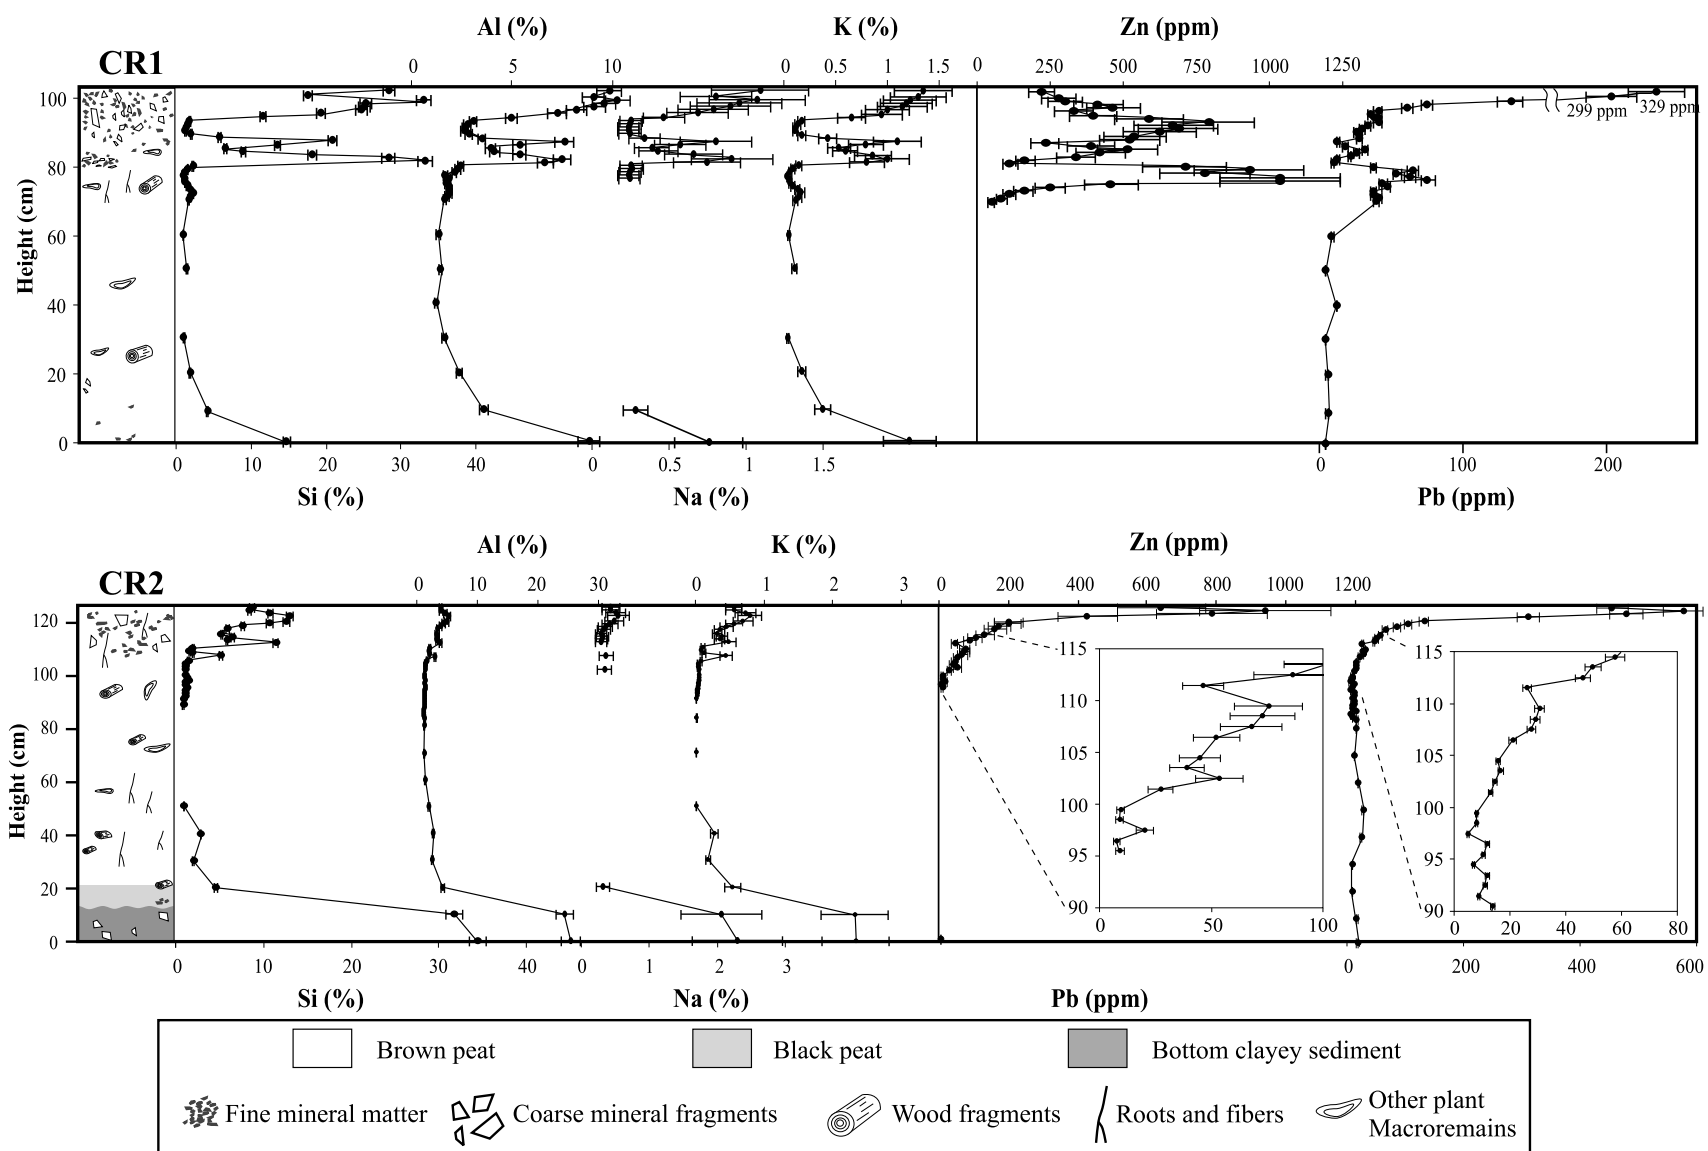 Al (%) K (%) Zn (ppm)
CR1 0 5 10 0 0.5 1 1.5 0 250 500 750 1000 1250
Height (cm)
100
80
60
40
20
0
299 ppm 329 ppm
0 10 20 30 40 0 0.5 1 1.5 0 100 200
Si (%) Na (%) Pb (ppm)
Al (%) K (%) Zn (ppm)
CR2 0 10 20 30 0 1 2 3 0 200 400 600 800 1000 1200
Height (cm)
120
100
80
60
40
20
0
115
110
105
100
95
90
0 50 100
115
110
105
100
95
90
0 20 40 60 80
0 10 20 30 40 0 1 2 3 0 200 400 600
Si (%) Na (%) Pb (ppm)
Brown peat Black peat Bottom clayey sediment
Fine mineral matter Coarse mineral fragments Wood fragments Roots and fibers Other plant
Macroremains